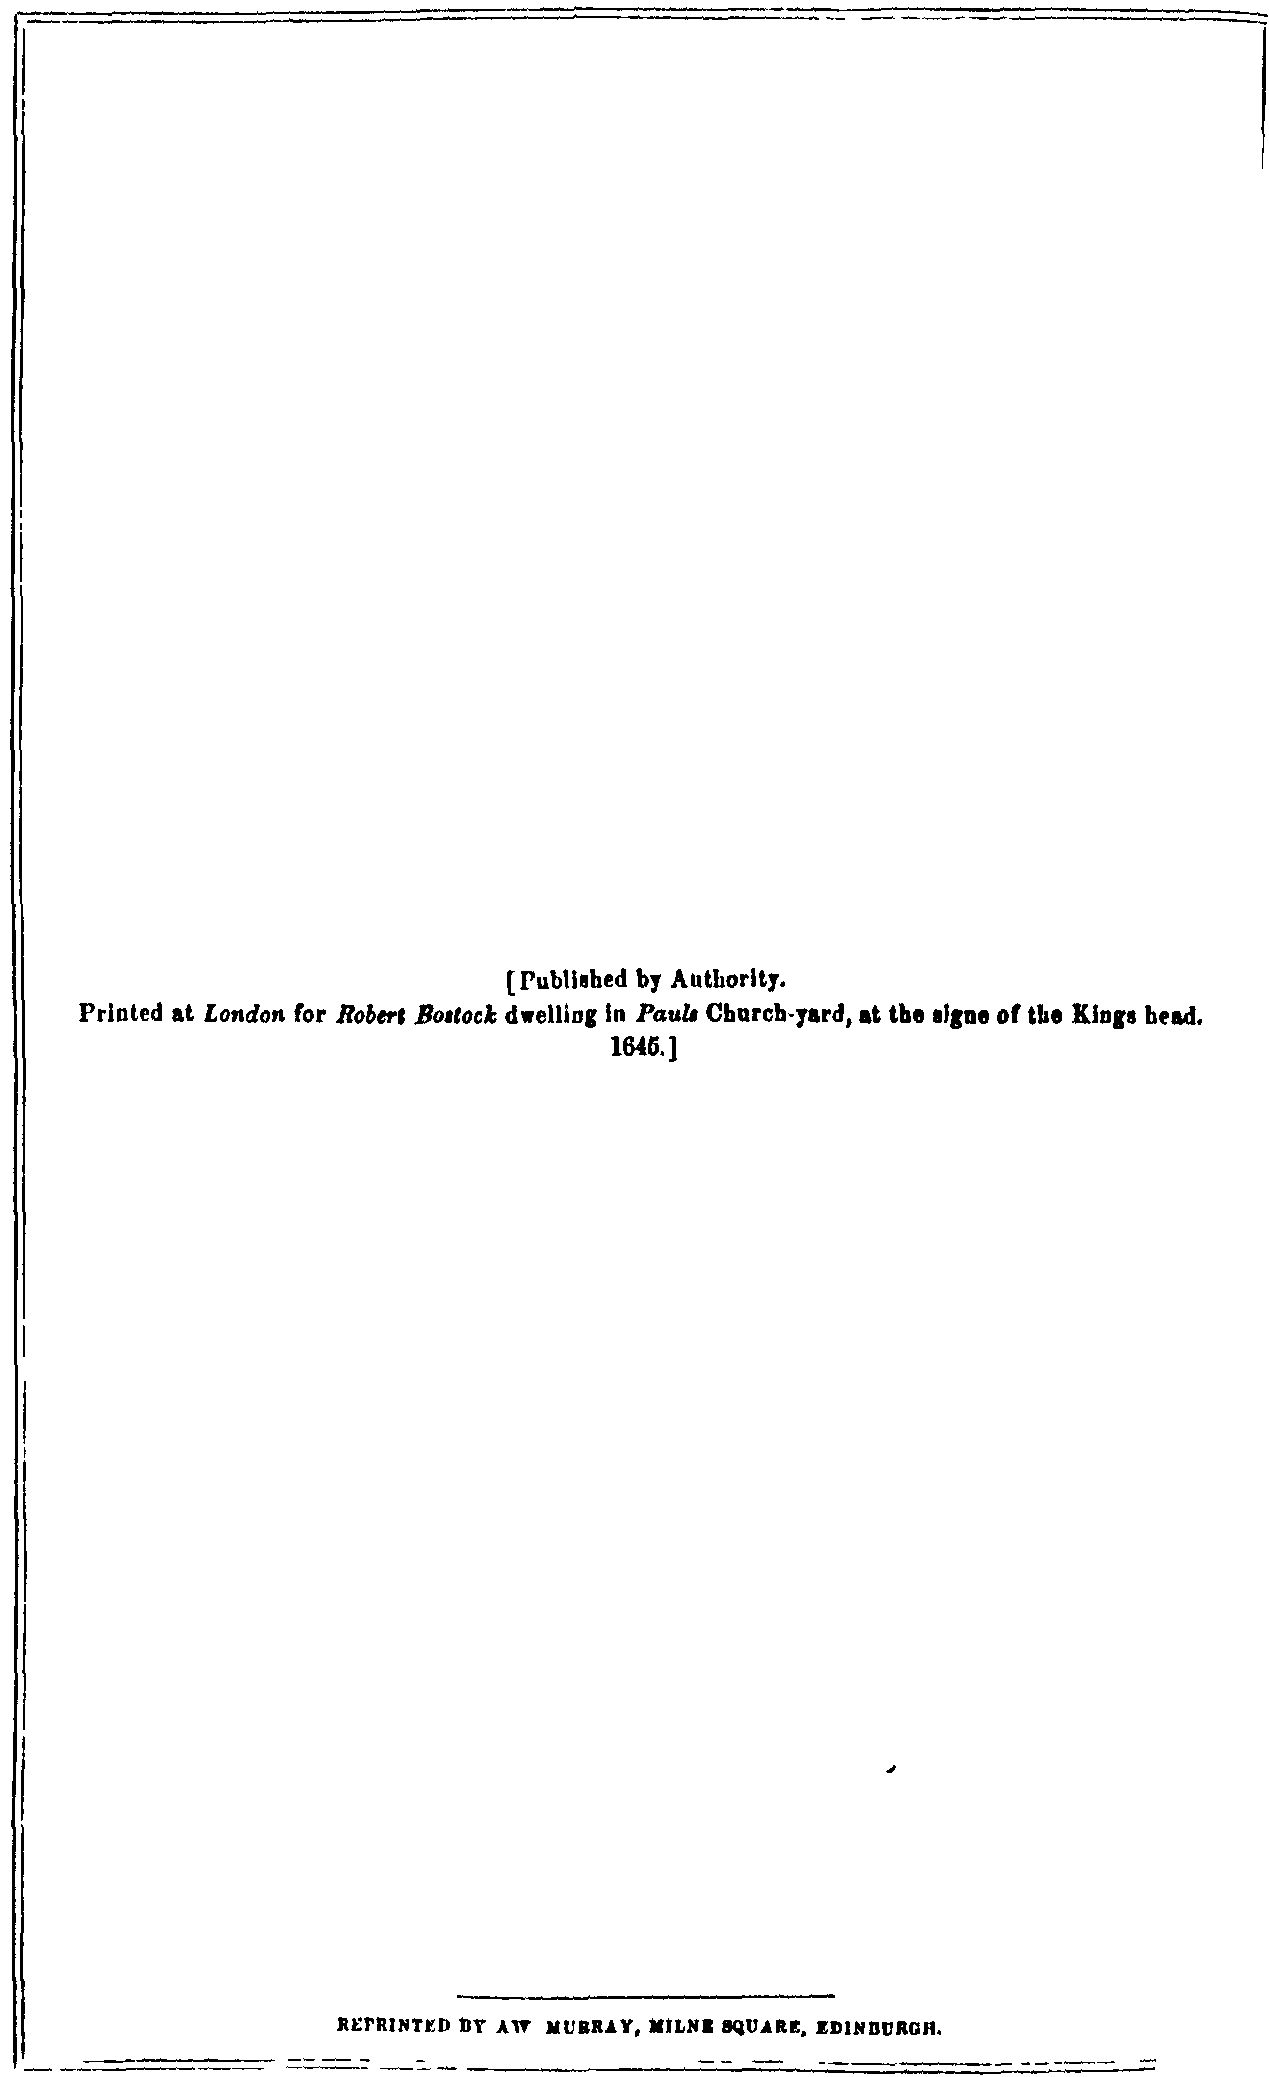 [Published by Authority.
Printed at London for Robert Bostock dwelling in Pauls Church-yard, at the signe of the Kings head.
1645.]
REPRINTED BY AW MURRAY, MILNE SQUARE, EDINBURGH.